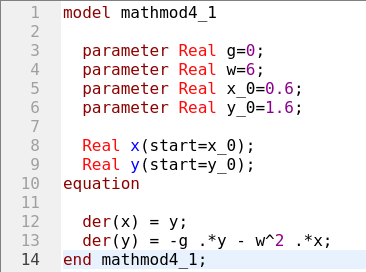 1 model mathmod4_1
2
3 parameter Real g=0;
4 parameter Real w=6;
5 parameter Real x_0=0.6;
6 parameter Real y_0=1.6;
7
8 Real x(start=x_0);
9 Real y(start=y_0);
10 equation
11
12 der(x) = y;
13 der(y) = -g .*y - w^2 .*x;
14 end mathmod4_1;